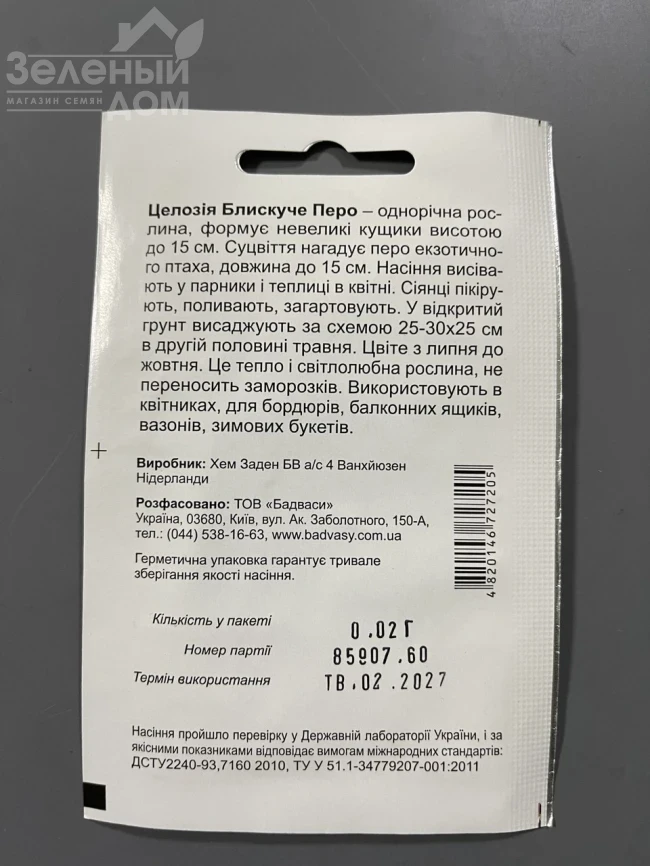 Зеленый
МАГАЗИН СЕМЯН ДОМ
Целозія Блискуче Перо – однорічна рос-
лина, формує невеликі кущики висотою
до 15 см. Суцвіття нагадує перо екзотично-
го птаха, довжина до 15 см. Насіння висіва-
ють у парники і теплиці в квітні. Сіянці пікіру-
ють, поливають, загартовують. У відкритий
грунт висаджують за схемою 25-30х25 см
в другій половині травня. Цвіте з липня до
жовтня. Це тепло і світлолюбна рослина, не
переносить заморозків. Використовують в
квітниках, для бордюрів, балконних ящиків,
вазонів, зимових букетів.
Виробник: Хем Заден БВ а/с 4 Ванхйюзен
Нідерланди
Розфасовано: ТОВ «Бадваси»
Україна, 03680, Київ, вул. Ак. Заболотного, 150-А,
тел.: (044) 538-16-63, www.badvasy.com.ua
Герметична упаковка гарантує тривале
зберігання якості насіння.
4 820146 727205
Кількість у пакеті 0.02Г
Номер партії 85907.60
Термін використання ТВ.02.2027
Насіння пройшло перевірку у Державній лабораторії України, і за
якісними показниками відповідає вимогам міжнародних стандартів:
ДСТУ2240-93,7160 2010, ТУ У 51.1-34779207-001:2011